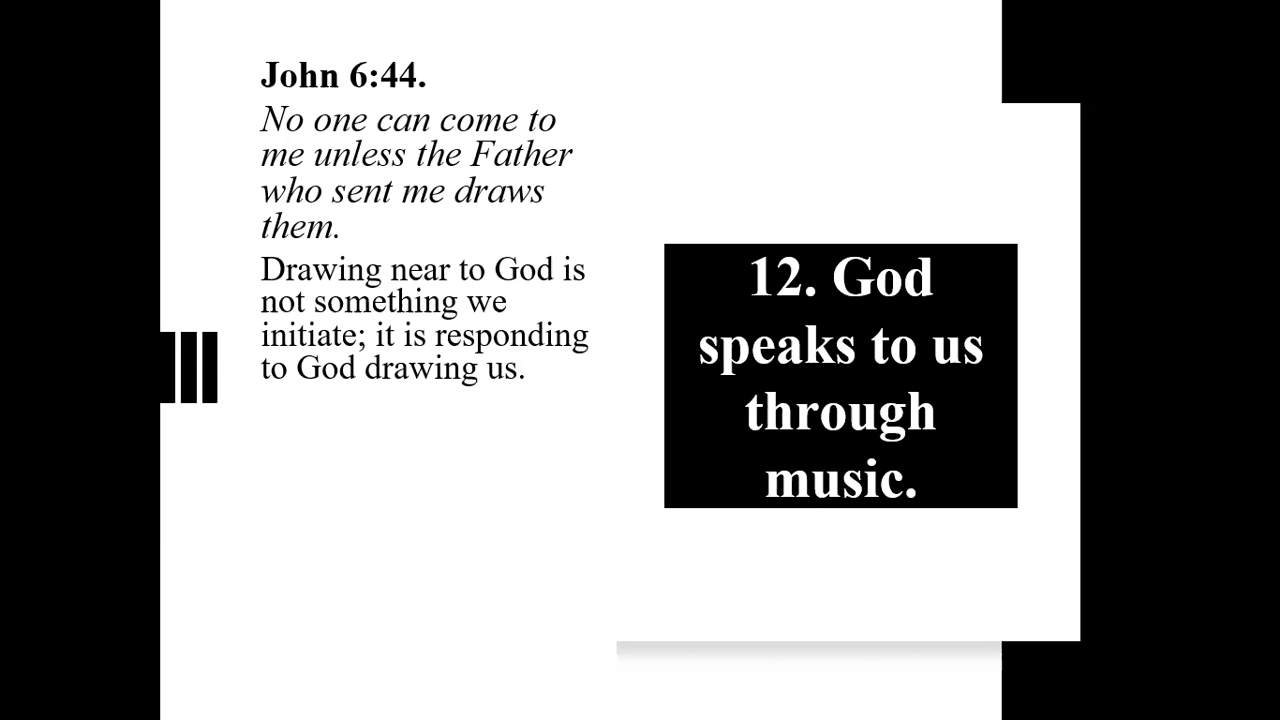 John 6:44.
No one can come to
me unless the Father
who sent me draws
them.
Drawing near to God is
not something we
initiate; it is responding
to God drawing us.
12. God
speaks to us
through
music.